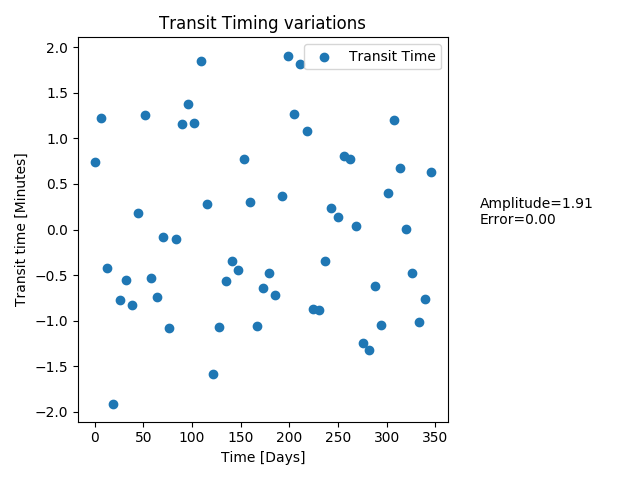 Transit Timing variations
Transit Time
Transit time [Minutes]
2.0
1.5
1.0
0.5
0.0
−0.5
−1.0
−1.5
−2.0
0 50 100 150 200 250 300 350
Time [Days]
Amplitude=1.91
Error=0.00